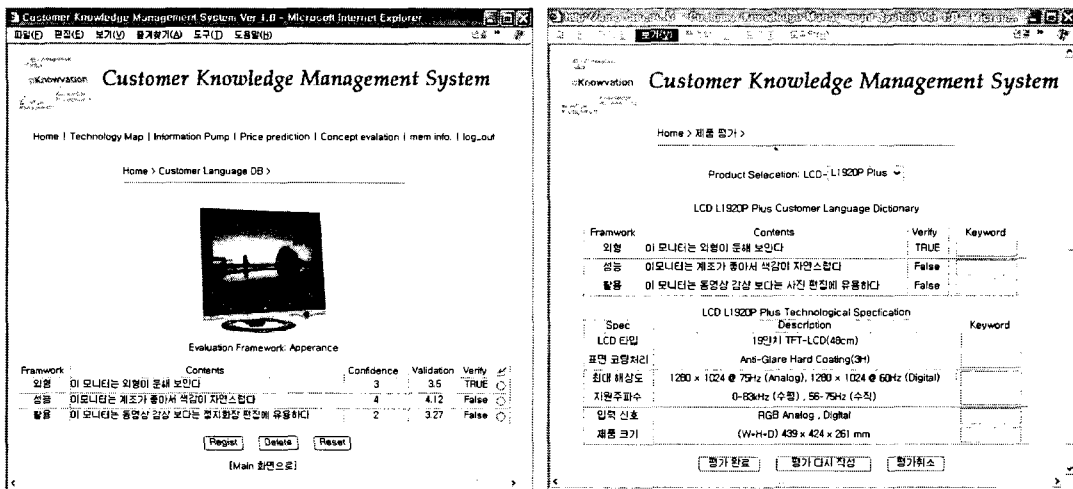 Customer Knowledge Management System Ver 1.0 - Microsoft Internet Explorer
파일(F) 편집(E) 보기(V) 즐겨찾기(A) 도구(T) 도움말(H)
연결 »
Knowvation
Customer Knowledge Management System
Home | Technology Map | Information Pump | Price prediction | Concept evalation | mem info. | log_out
Home > Customer Language DB >
Evaluation Framework: Apperance
Framwork Contents Confidence Validation Verify
외형 이 모니터는 외형이 둔해 보인다 3 3.5 TRUE
성능 이모니터는 계조가 좋아서 색감이 자연스럽다 4 4.12 False
활용 이 모니터는 동영상 감상 보다는 정지화장 편집에 유용하다 2 3.27 False
Regist Delete Reset
[Main 화면으로]
보기(V)
연결 »
Knowvation
Customer Knowledge Management System
Home > 제품 평가 >
Product Selecetion: LCD- L1920P Plus
LCD L1920P Plus Customer Language Dictionary
Framwork Contents Verify Keyword
외형 이 모니터는 외형이 둔해 보인다 TRUE
성능 이모니터는 계조가 좋아서 색감이 자연스럽다 False
활용 이 모니터는 동영상 감상 보다는 사진 편집에 유용하다 False
LCD L1920P Plus Technological Specfication
Spec Description Keyword
LCD 타입 19인치 TFT-LCD(48cm)
표면 코팅처리 Anti-Glare Hard Coating(3H)
최대 해상도 1280 x 1024 @ 75Hz (Analog), 1280 x 1024 @ 60Hz (Digital)
지원주파수 0-83kHz (수평) , 56-75Hz (수직)
입력 신호 RGB Analog , Digital
제품 크기 (W*H*D) 439 x 424 x 261 mm
평가 완료 평가 다시 작성 평가취소